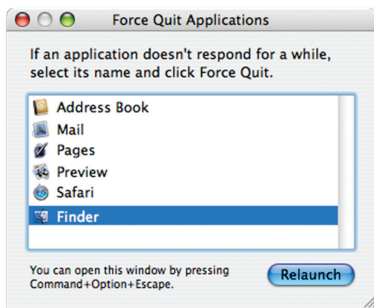 Force Quit Applications
If an application doesn't respond for a while,
select its name and click Force Quit.
Address Book
Mail
Pages
Preview
Safari
Finder
You can open this window by pressing
Command+Option+Escape.
Relaunch